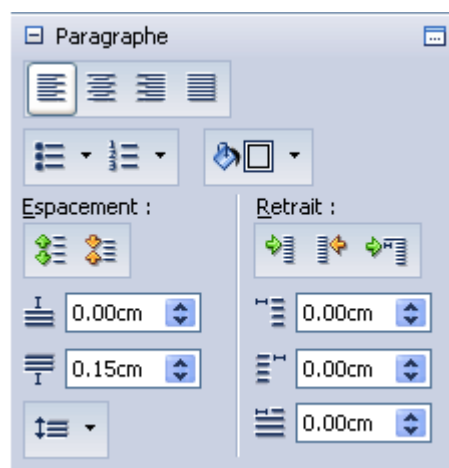 Paragraphe
Espacement :
Retrait :
0.00cm
0.00cm
0.15cm
0.00cm
0.00cm